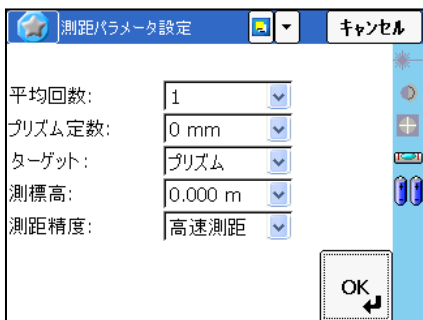 測距パラメータ設定 キャンセル
平均回数: 1
プリズム定数: 0 mm
ターゲット: プリズム
測標高: 0.000 m
測距精度: 高速測距
OK